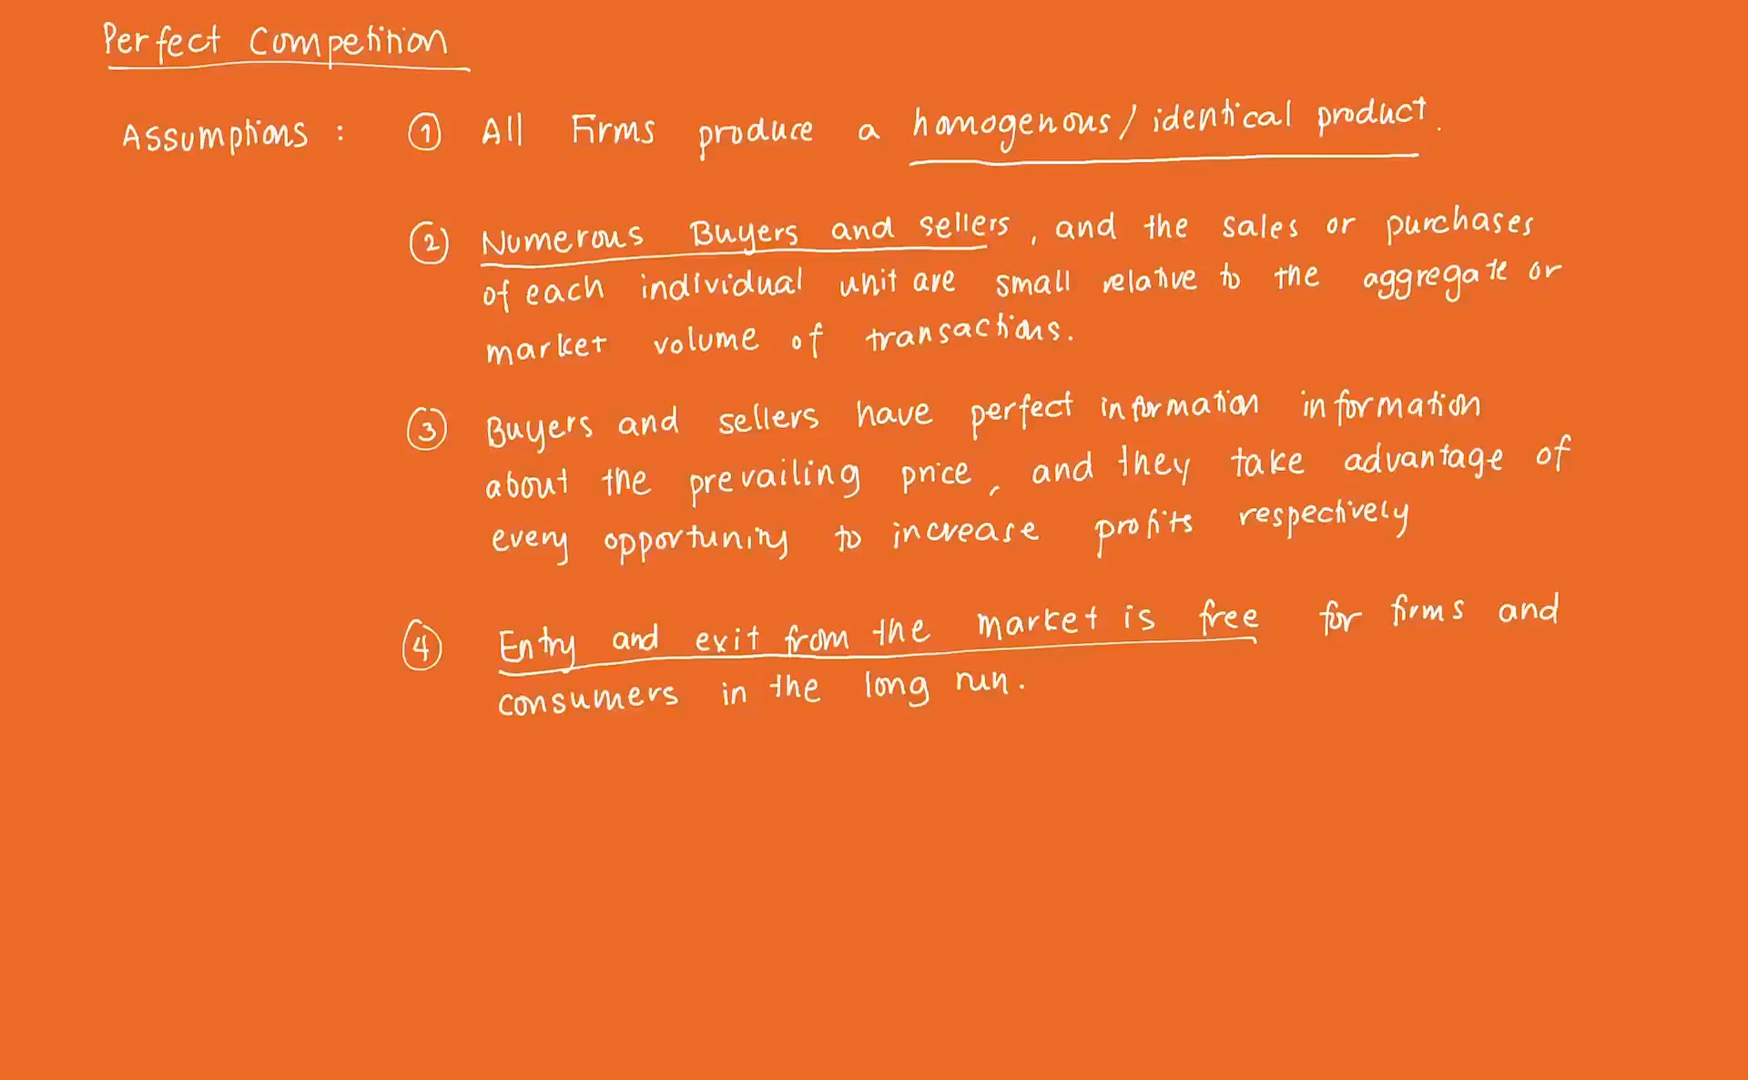 Perfect Competition
Assumptions : ① All Firms produce a homogenous / identical product.
② Numerous Buyers and sellers, and the sales or purchases
of each individual unit are small relative to the aggregate or
market volume of transactions.
③ Buyers and sellers have perfect information information
about the prevailing price, and they take advantage of
every opportunity to increase profits respectively
④ Entry and exit from the market is free for firms and
consumers in the long run.